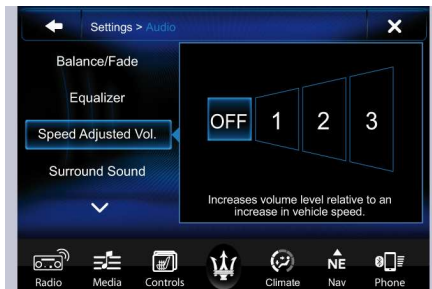 Settings > Audio
Balance/Fade
Equalizer
Speed Adjusted Vol.
Surround Sound
OFF 1 2 3
Increases volume level relative to an
increase in vehicle speed.
NE
Radio Media Controls Climate Nav Phone